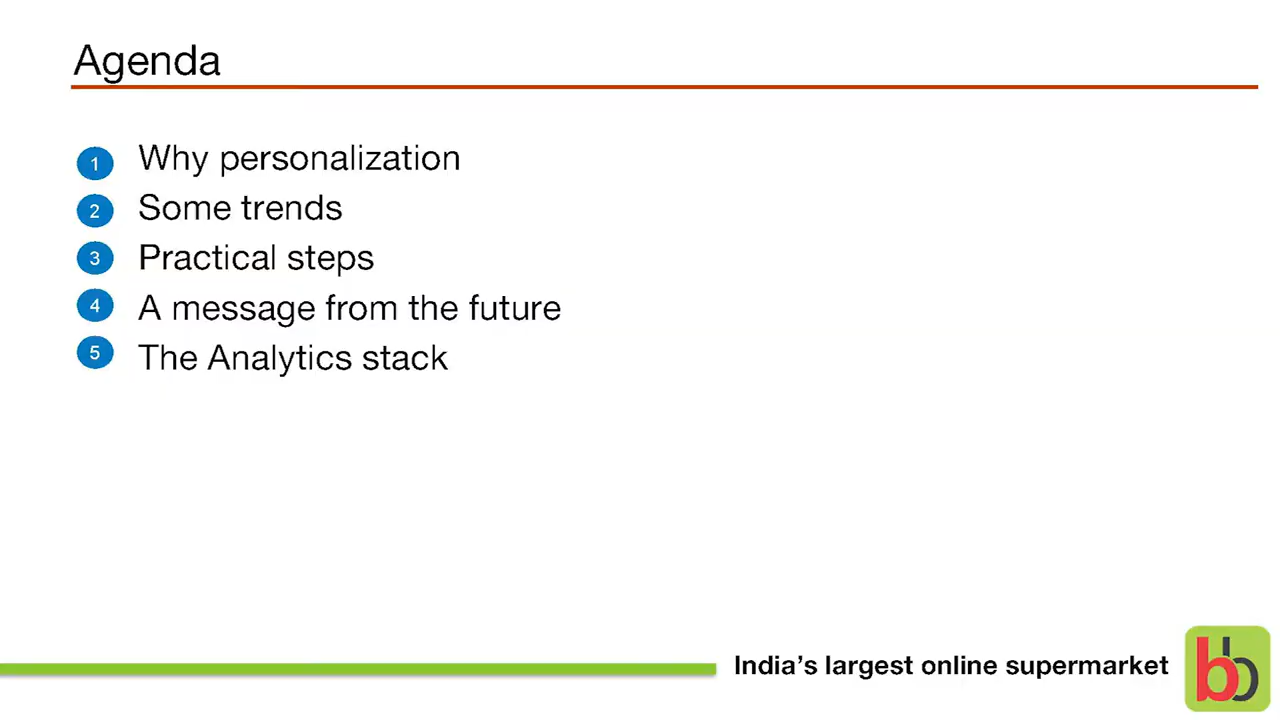 Agenda
1 Why personalization
2 Some trends
3 Practical steps
4 A message from the future
5 The Analytics stack
India's largest online supermarket
bb